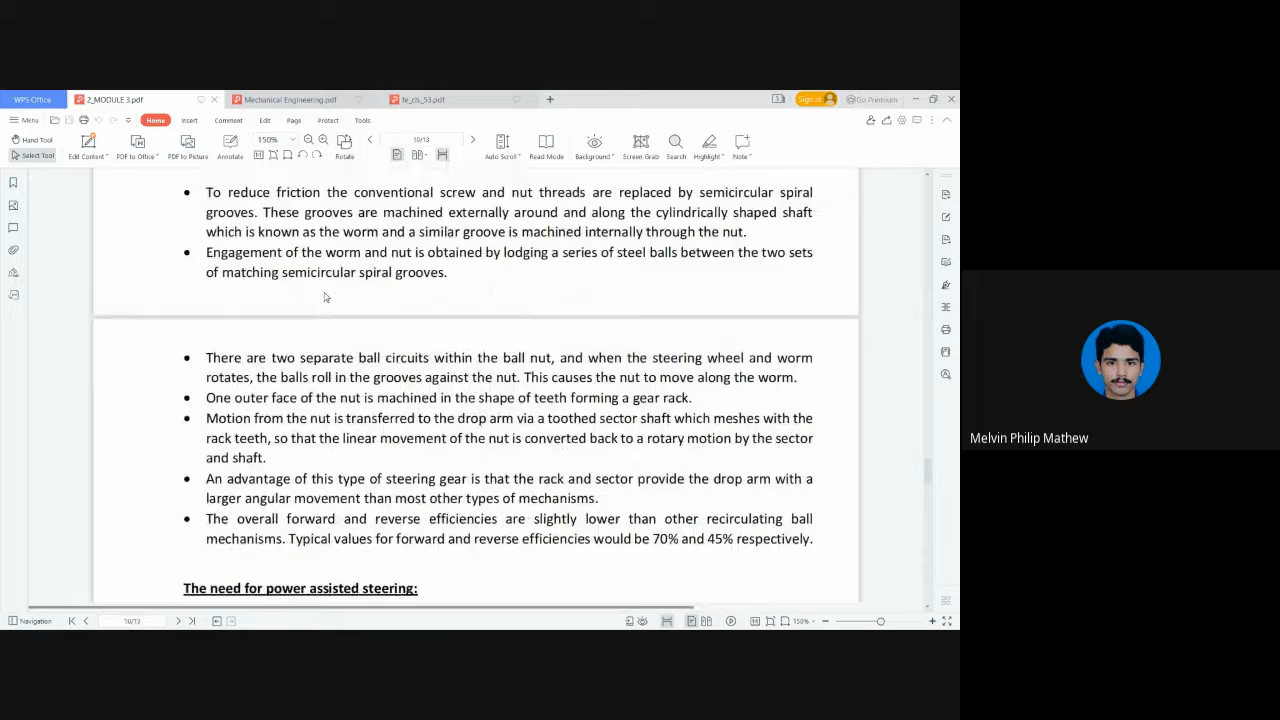 WPS Office
2_MODULE 3.pdf
Mechanical Engineering.pdf
fe_ch_53.pdf
Sign in
Go Premium
Menu
Home
Insert
Comment
Edit
Page
Protect
Tools
Hand Tool
Select Tool
Edit Content
PDF to Office
PDF to Picture
Annotate
150%
Rotate
10/13
Auto Scroll
Read Mode
Background
Screen Grab
Search
Highlight
Note
• To reduce friction the conventional screw and nut threads are replaced by semicircular spiral
grooves. These grooves are machined externally around and along the cylindrically shaped shaft
which is known as the worm and a similar groove is machined internally through the nut.
• Engagement of the worm and nut is obtained by lodging a series of steel balls between the two sets
of matching semicircular spiral grooves.
• There are two separate ball circuits within the ball nut, and when the steering wheel and worm
rotates, the balls roll in the grooves against the nut. This causes the nut to move along the worm.
• One outer face of the nut is machined in the shape of teeth forming a gear rack.
• Motion from the nut is transferred to the drop arm via a toothed sector shaft which meshes with the
rack teeth, so that the linear movement of the nut is converted back to a rotary motion by the sector
and shaft.
• An advantage of this type of steering gear is that the rack and sector provide the drop arm with a
larger angular movement than most other types of mechanisms.
• The overall forward and reverse efficiencies are slightly lower than other recirculating ball
mechanisms. Typical values for forward and reverse efficiencies would be 70% and 45% respectively.
The need for power assisted steering:
Navigation
10/13
150%
Melvin Philip Mathew